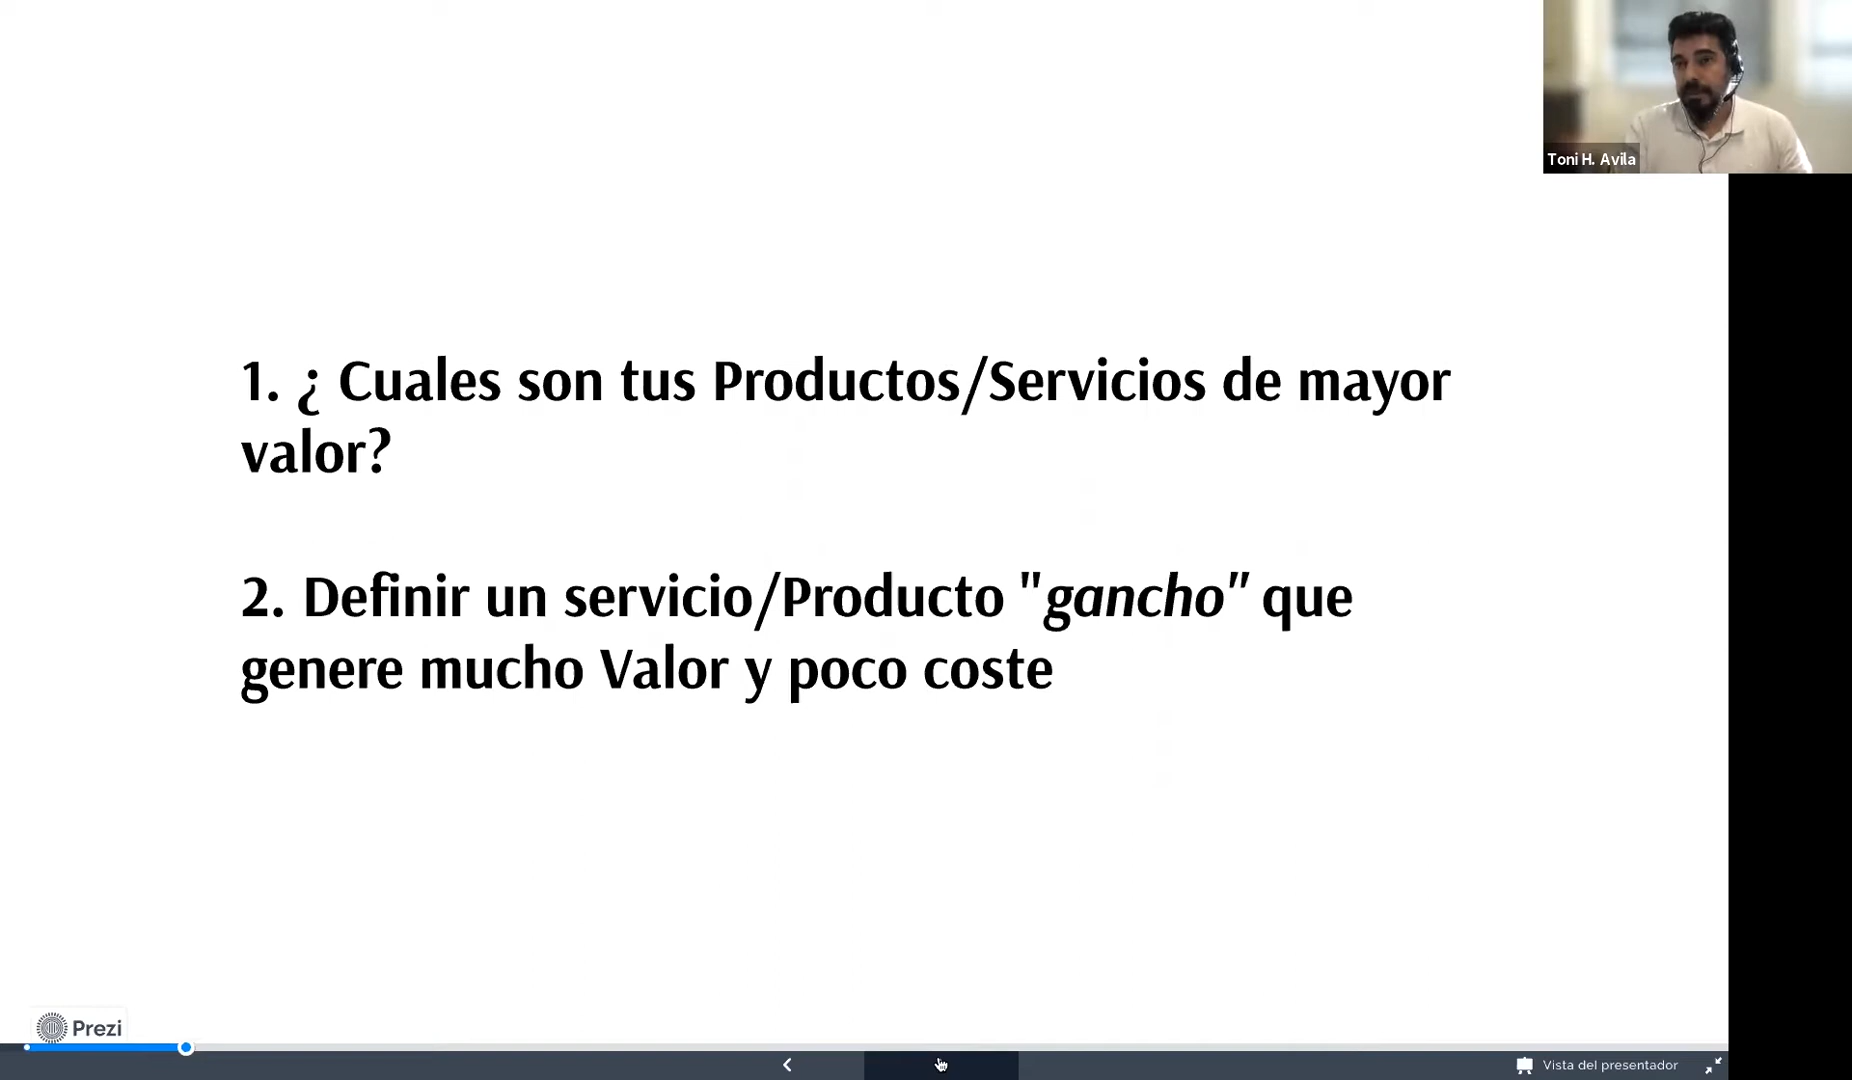 Toni H. Avila
1. ¿ Cuales son tus Productos/Servicios de mayor
valor?
2. Definir un servicio/Producto "gancho" que
genere mucho Valor y poco coste
Prezi
Vista del presentador